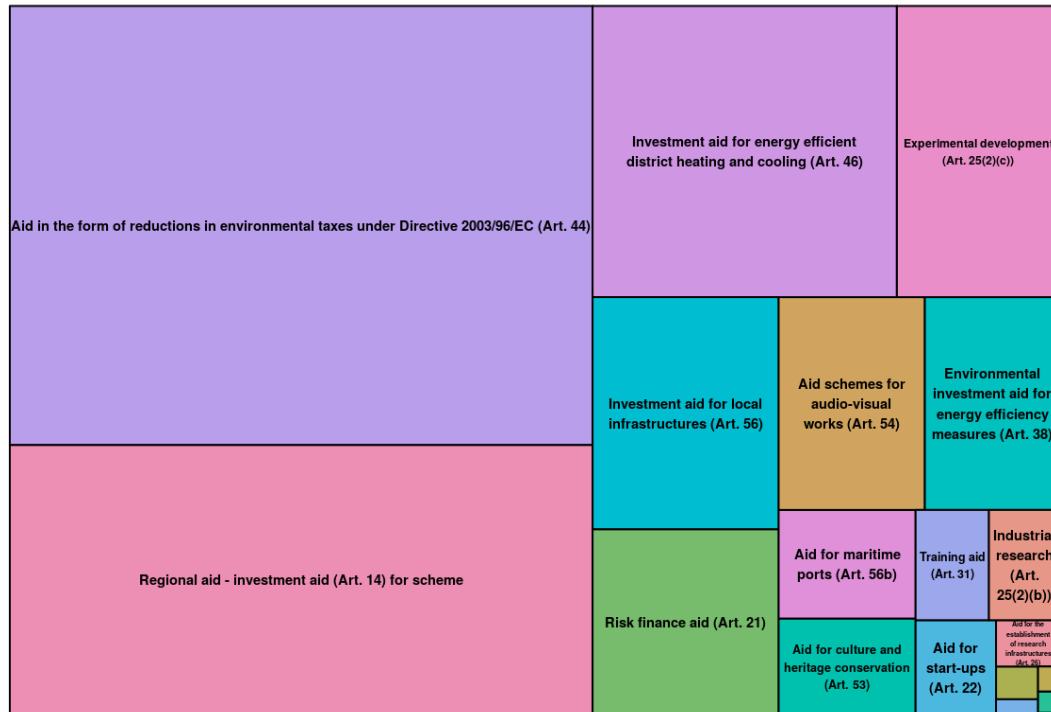 Aid in the form of reductions in environmental taxes under Directive 2003/96/EC (Art. 44)
Regional aid - investment aid (Art. 14) for scheme
Investment aid for energy efficient
district heating and cooling (Art. 46)
Experimental development
(Art. 25(2)(c))
Investment aid for local
infrastructures (Art. 56)
Aid schemes for
audio-visual
works (Art. 54)
Environmental
investment aid for
energy efficiency
measures (Art. 38)
Risk finance aid (Art. 21)
Aid for maritime
ports (Art. 56b)
Training aid
(Art. 31)
Industrial
research
(Art.
25(2)(b))
Aid for culture and
heritage conservation
(Art. 53)
Aid for
start-ups
(Art. 22)
Aid for the
establishment
of research
infrastructures
(Art. 26)